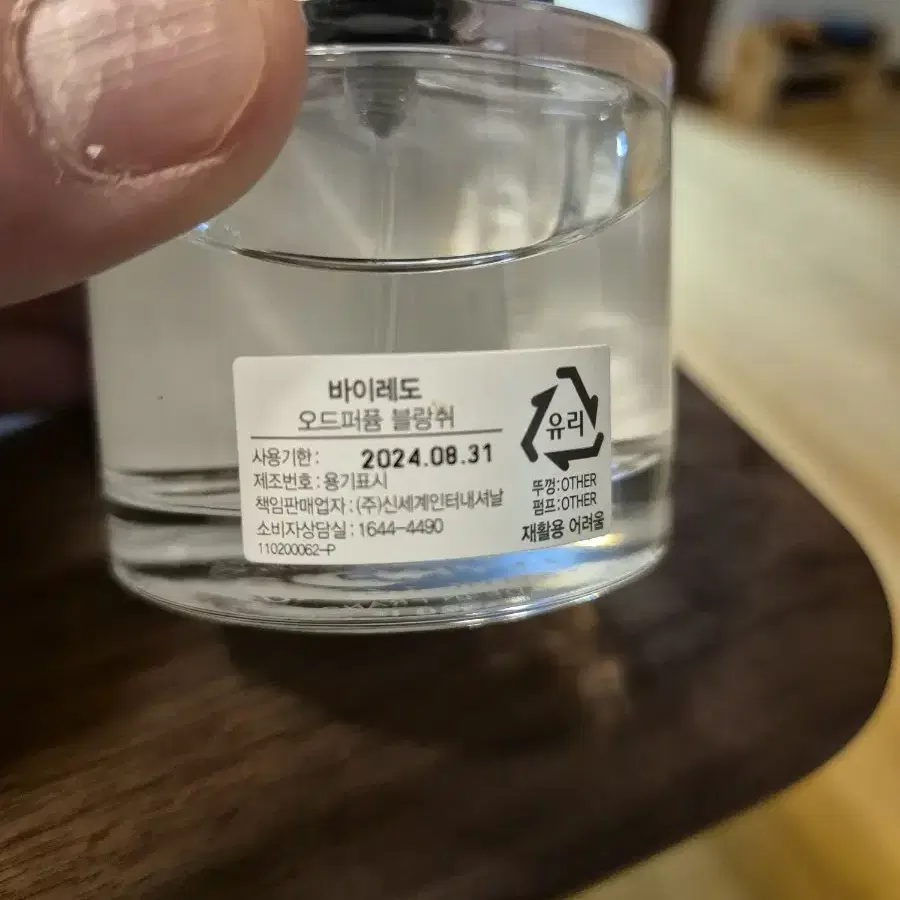 바이레도
오드퍼퓸 블랑쉬
사용기한: 2024.08.31
제조번호:용기표시
책임판매업자:(주)신세계인터내셔날
소비자상담실:1644-4490
110200062-P
유리
뚜껑:OTHER
펌프:OTHER
재활용 어려움